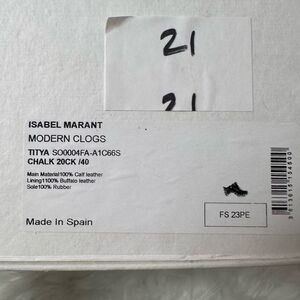 21
21
ISABEL MARANT
MODERN CLOGS
TITYA SO0004FA-A1C66S
CHALK 20CK /40
Main Material100% Calf leather
Lining1100% Buffalo leather
Sole100% Rubber
Made In Spain
FS 23PE